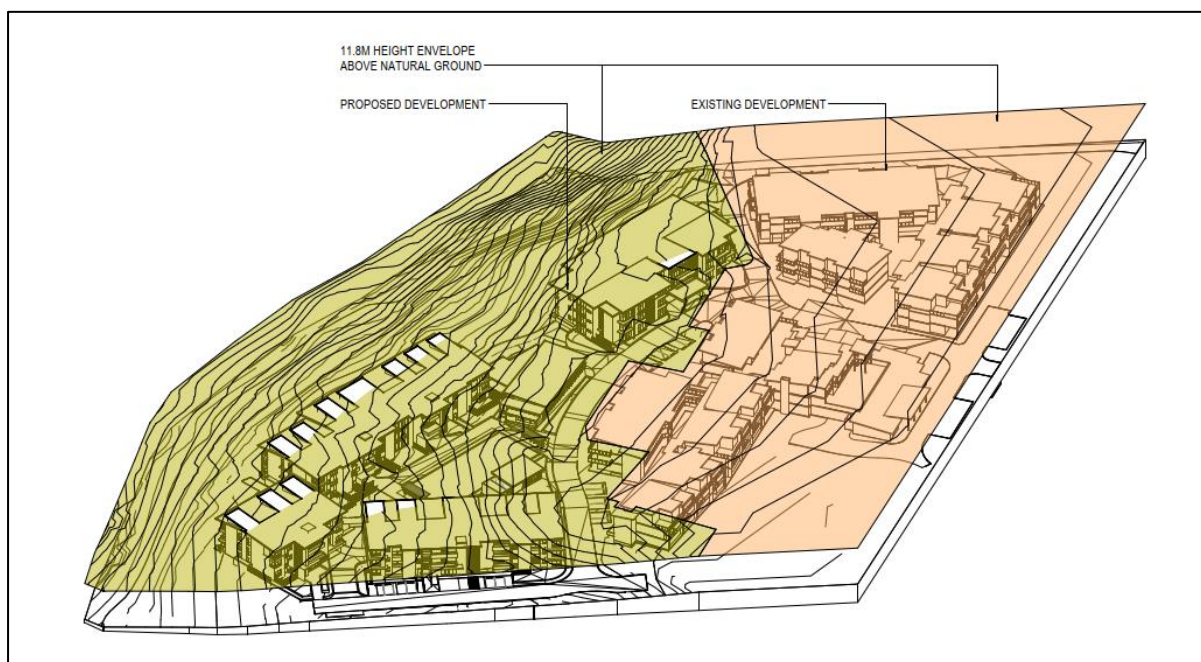 11.8M HEIGHT ENVELOPE
ABOVE NATURAL GROUND
PROPOSED DEVELOPMENT
EXISTING DEVELOPMENT